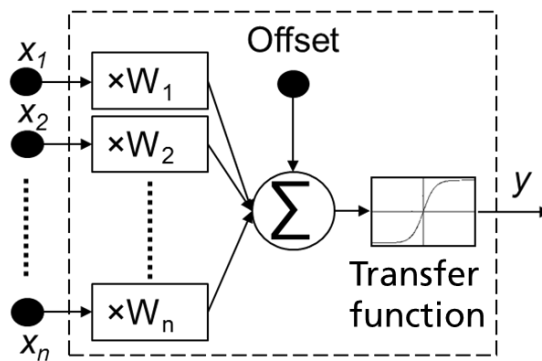 Offset
x1
×W1
x2
×W2
Σ
y
Transfer
function
×Wn
xn